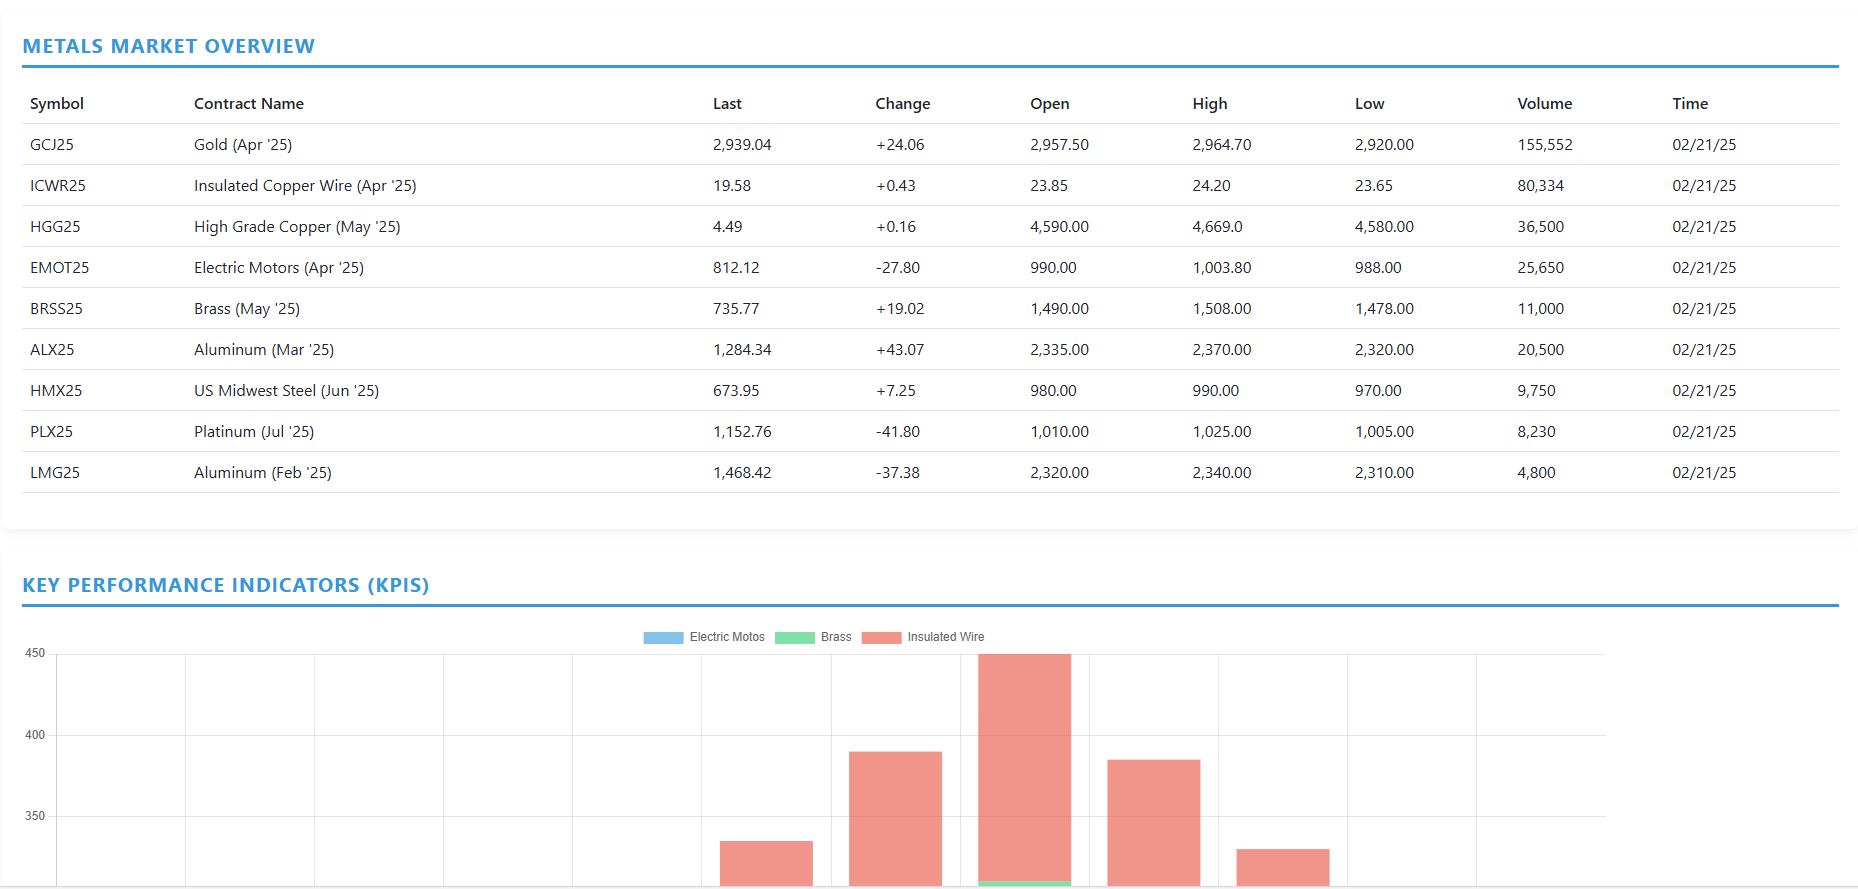 METALS MARKET OVERVIEW
Symbol Contract Name Last Change Open High Low Volume Time
GCJ25 Gold (Apr '25) 2,939.04 +24.06 2,957.50 2,964.70 2,920.00 155,552 02/21/25
ICWR25 Insulated Copper Wire (Apr '25) 19.58 +0.43 23.85 24.20 23.65 80,334 02/21/25
HGG25 High Grade Copper (May '25) 4.49 +0.16 4,590.00 4,669.0 4,580.00 36,500 02/21/25
EMOT25 Electric Motors (Apr '25) 812.12 -27.80 990.00 1,003.80 988.00 25,650 02/21/25
BRSS25 Brass (May '25) 735.77 +19.02 1,490.00 1,508.00 1,478.00 11,000 02/21/25
ALX25 Aluminum (Mar '25) 1,284.34 +43.07 2,335.00 2,370.00 2,320.00 20,500 02/21/25
HMX25 US Midwest Steel (Jun '25) 673.95 +7.25 980.00 990.00 970.00 9,750 02/21/25
PLX25 Platinum (Jul '25) 1,152.76 -41.80 1,010.00 1,025.00 1,005.00 8,230 02/21/25
LMG25 Aluminum (Feb '25) 1,468.42 -37.38 2,320.00 2,340.00 2,310.00 4,800 02/21/25
KEY PERFORMANCE INDICATORS (KPIS)
Electric Motos Brass Insulated Wire
450
400
350